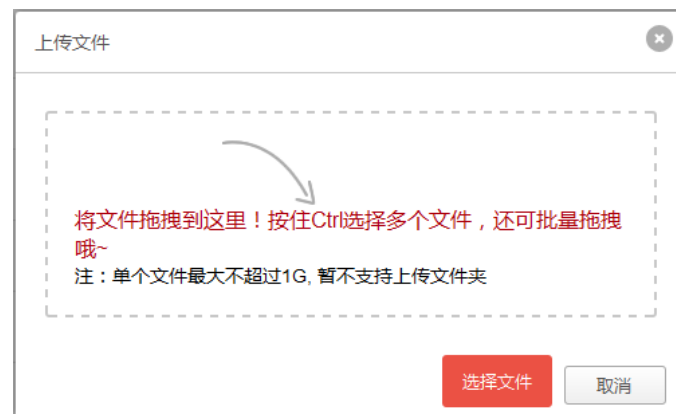 上传文件
将文件拖拽到这里！按住Ctrl选择多个文件，还可批量拖拽
哦~
注：单个文件最大不超过1G, 暂不支持上传文件夹
选择文件
取消